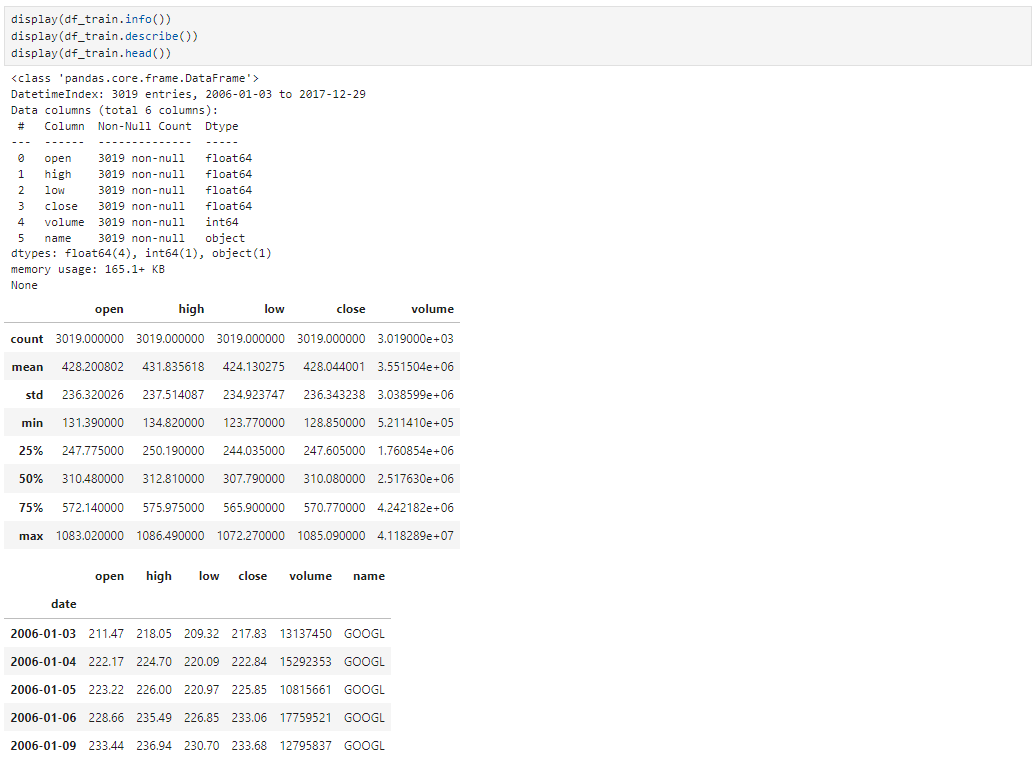 display(df_train.info())
display(df_train.describe())
display(df_train.head())
<class 'pandas.core.frame.DataFrame'>
DatetimeIndex: 3019 entries, 2006-01-03 to 2017-12-29
Data columns (total 6 columns):
 #   Column  Non-Null Count  Dtype
---  ------  --------------  -----
 0   open    3019 non-null   float64
 1   high    3019 non-null   float64
 2   low     3019 non-null   float64
 3   close   3019 non-null   float64
 4   volume  3019 non-null   int64
 5   name    3019 non-null   object
dtypes: float64(4), int64(1), object(1)
memory usage: 165.1+ KB
None
open high low close volume
count 3019.000000 3019.000000 3019.000000 3019.000000 3.019000e+03
mean 428.200802 431.835618 424.130275 428.044001 3.551504e+06
std 236.320026 237.514087 234.923747 236.343238 3.038599e+06
min 131.390000 134.820000 123.770000 128.850000 5.211410e+05
25% 247.775000 250.190000 244.035000 247.605000 1.760854e+06
50% 310.480000 312.810000 307.790000 310.080000 2.517630e+06
75% 572.140000 575.975000 565.900000 570.770000 4.242182e+06
max 1083.020000 1086.490000 1072.270000 1085.090000 4.118289e+07
open high low close volume name
date
2006-01-03 211.47 218.05 209.32 217.83 13137450 GOOGL
2006-01-04 222.17 224.70 220.09 222.84 15292353 GOOGL
2006-01-05 223.22 226.00 220.97 225.85 10815661 GOOGL
2006-01-06 228.66 235.49 226.85 233.06 17759521 GOOGL
2006-01-09 233.44 236.94 230.70 233.68 12795837 GOOGL